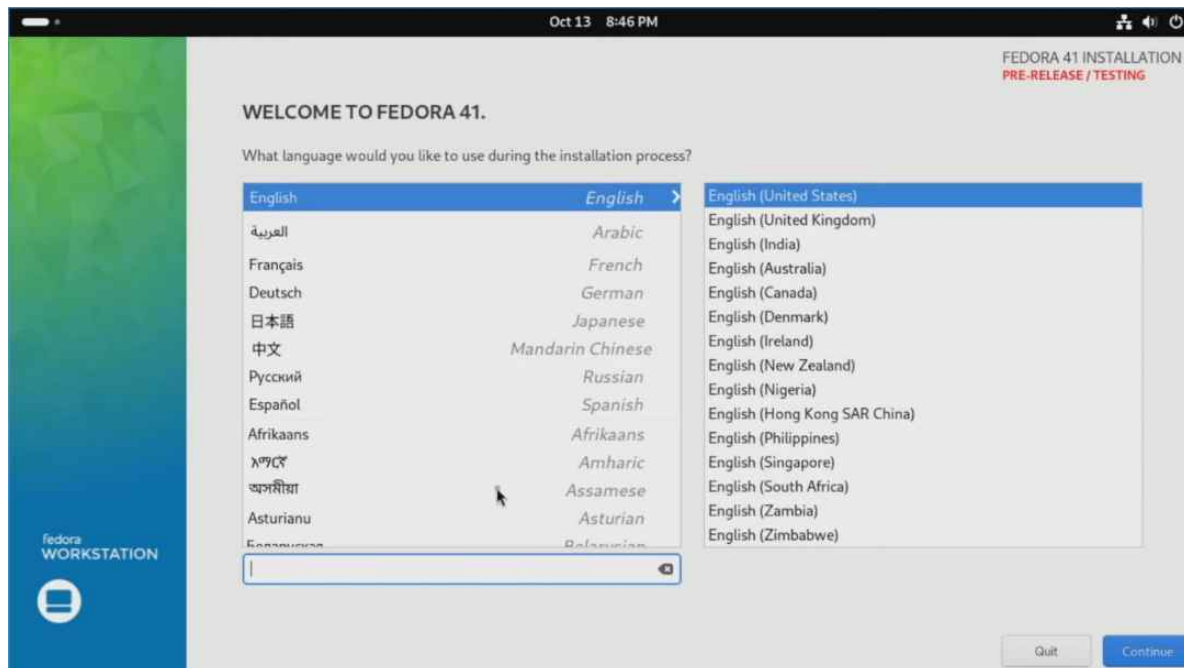 Oct 13 8:46 PM
FEDORA 41 INSTALLATION
PRE-RELEASE / TESTING
WELCOME TO FEDORA 41.
What language would you like to use during the installation process?
English English
العربية Arabic
Français French
Deutsch German
日本語 Japanese
中文 Mandarin Chinese
Русский Russian
Español Spanish
Afrikaans Afrikaans
አማርኛ Amharic
অসমীয়া Assamese
Asturianu Asturian
Беларуская Belarusian
English (United States)
English (United Kingdom)
English (India)
English (Australia)
English (Canada)
English (Denmark)
English (Ireland)
English (New Zealand)
English (Nigeria)
English (Hong Kong SAR China)
English (Philippines)
English (Singapore)
English (South Africa)
English (Zambia)
English (Zimbabwe)
fedora
WORKSTATION
Quit
Continue